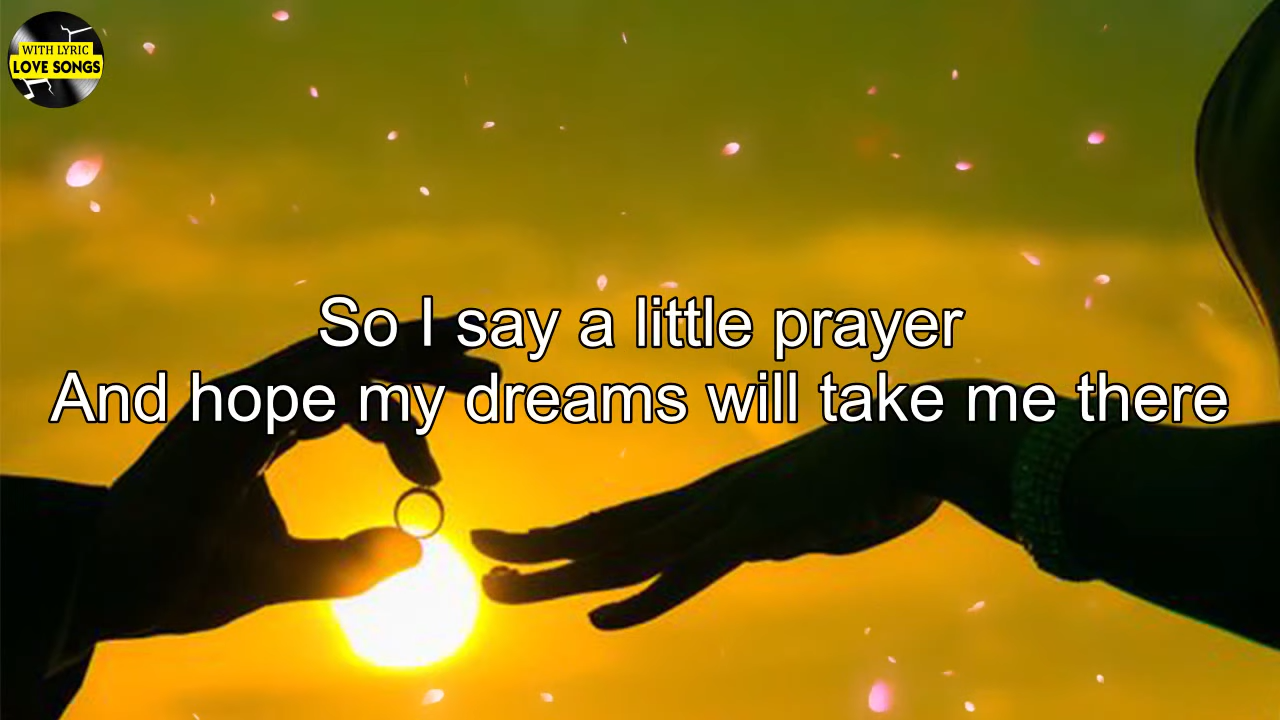 WITH LYRIC
LOVE SONGS
So I say a little prayer
And hope my dreams will take me there